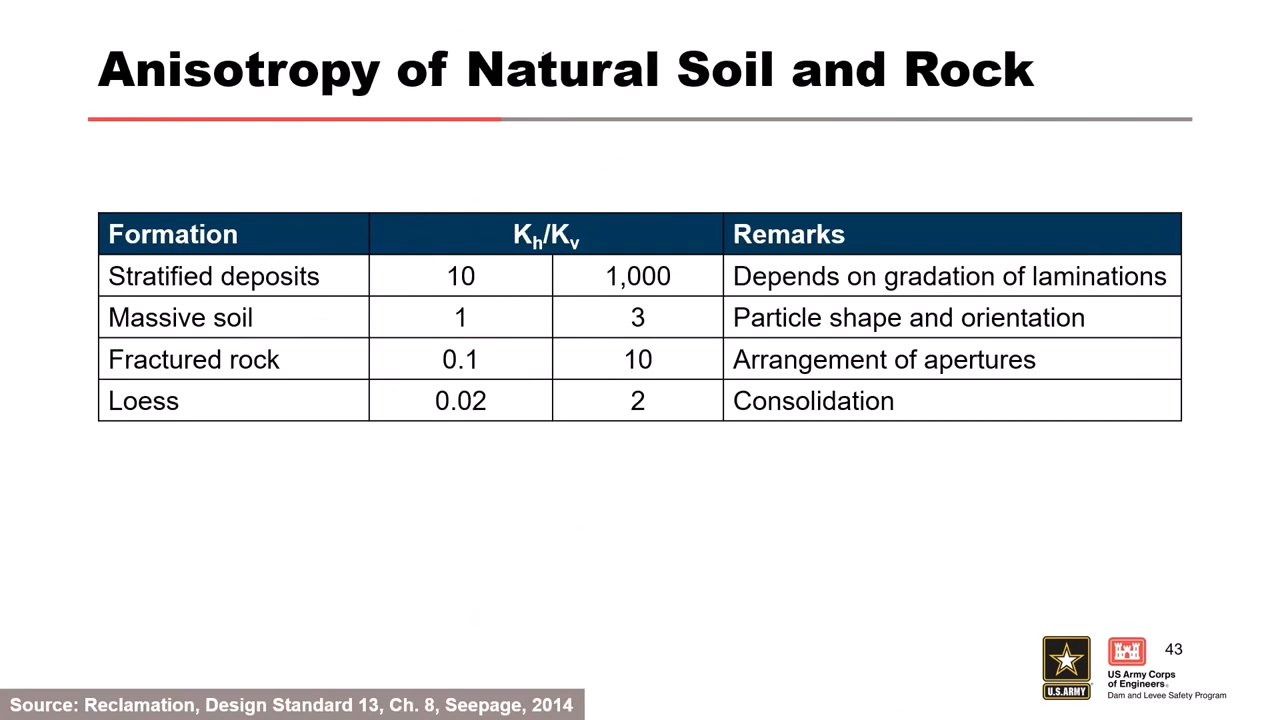 Anisotropy of Natural Soil and Rock
Formation Kh/Kv Remarks
Stratified deposits 10 1,000 Depends on gradation of laminations
Massive soil 1 3 Particle shape and orientation
Fractured rock 0.1 10 Arrangement of apertures
Loess 0.02 2 Consolidation
43
U.S.ARMY
US Army Corps
of Engineers®
Dam and Levee Safety Program
Source: Reclamation, Design Standard 13, Ch. 8, Seepage, 2014